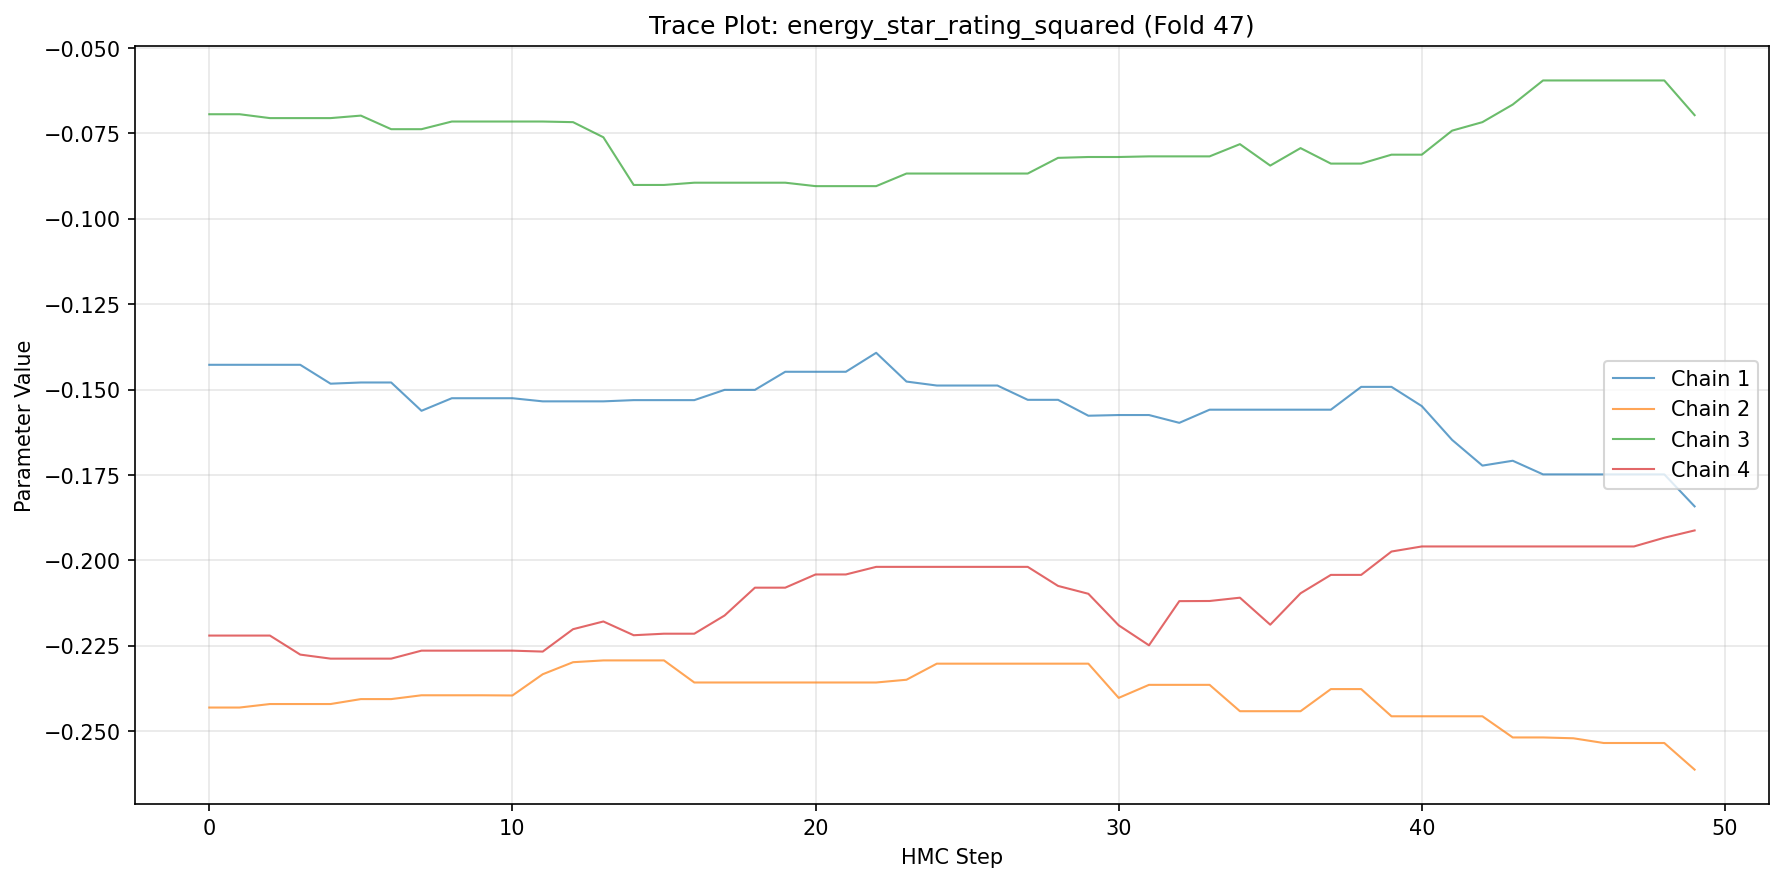 Trace Plot: energy_star_rating_squared (Fold 47)
Parameter Value
−0.050
−0.075
−0.100
−0.125
−0.150
−0.175
−0.200
−0.225
−0.250
Chain 1
Chain 2
Chain 3
Chain 4
0 10 20 30 40 50
HMC Step